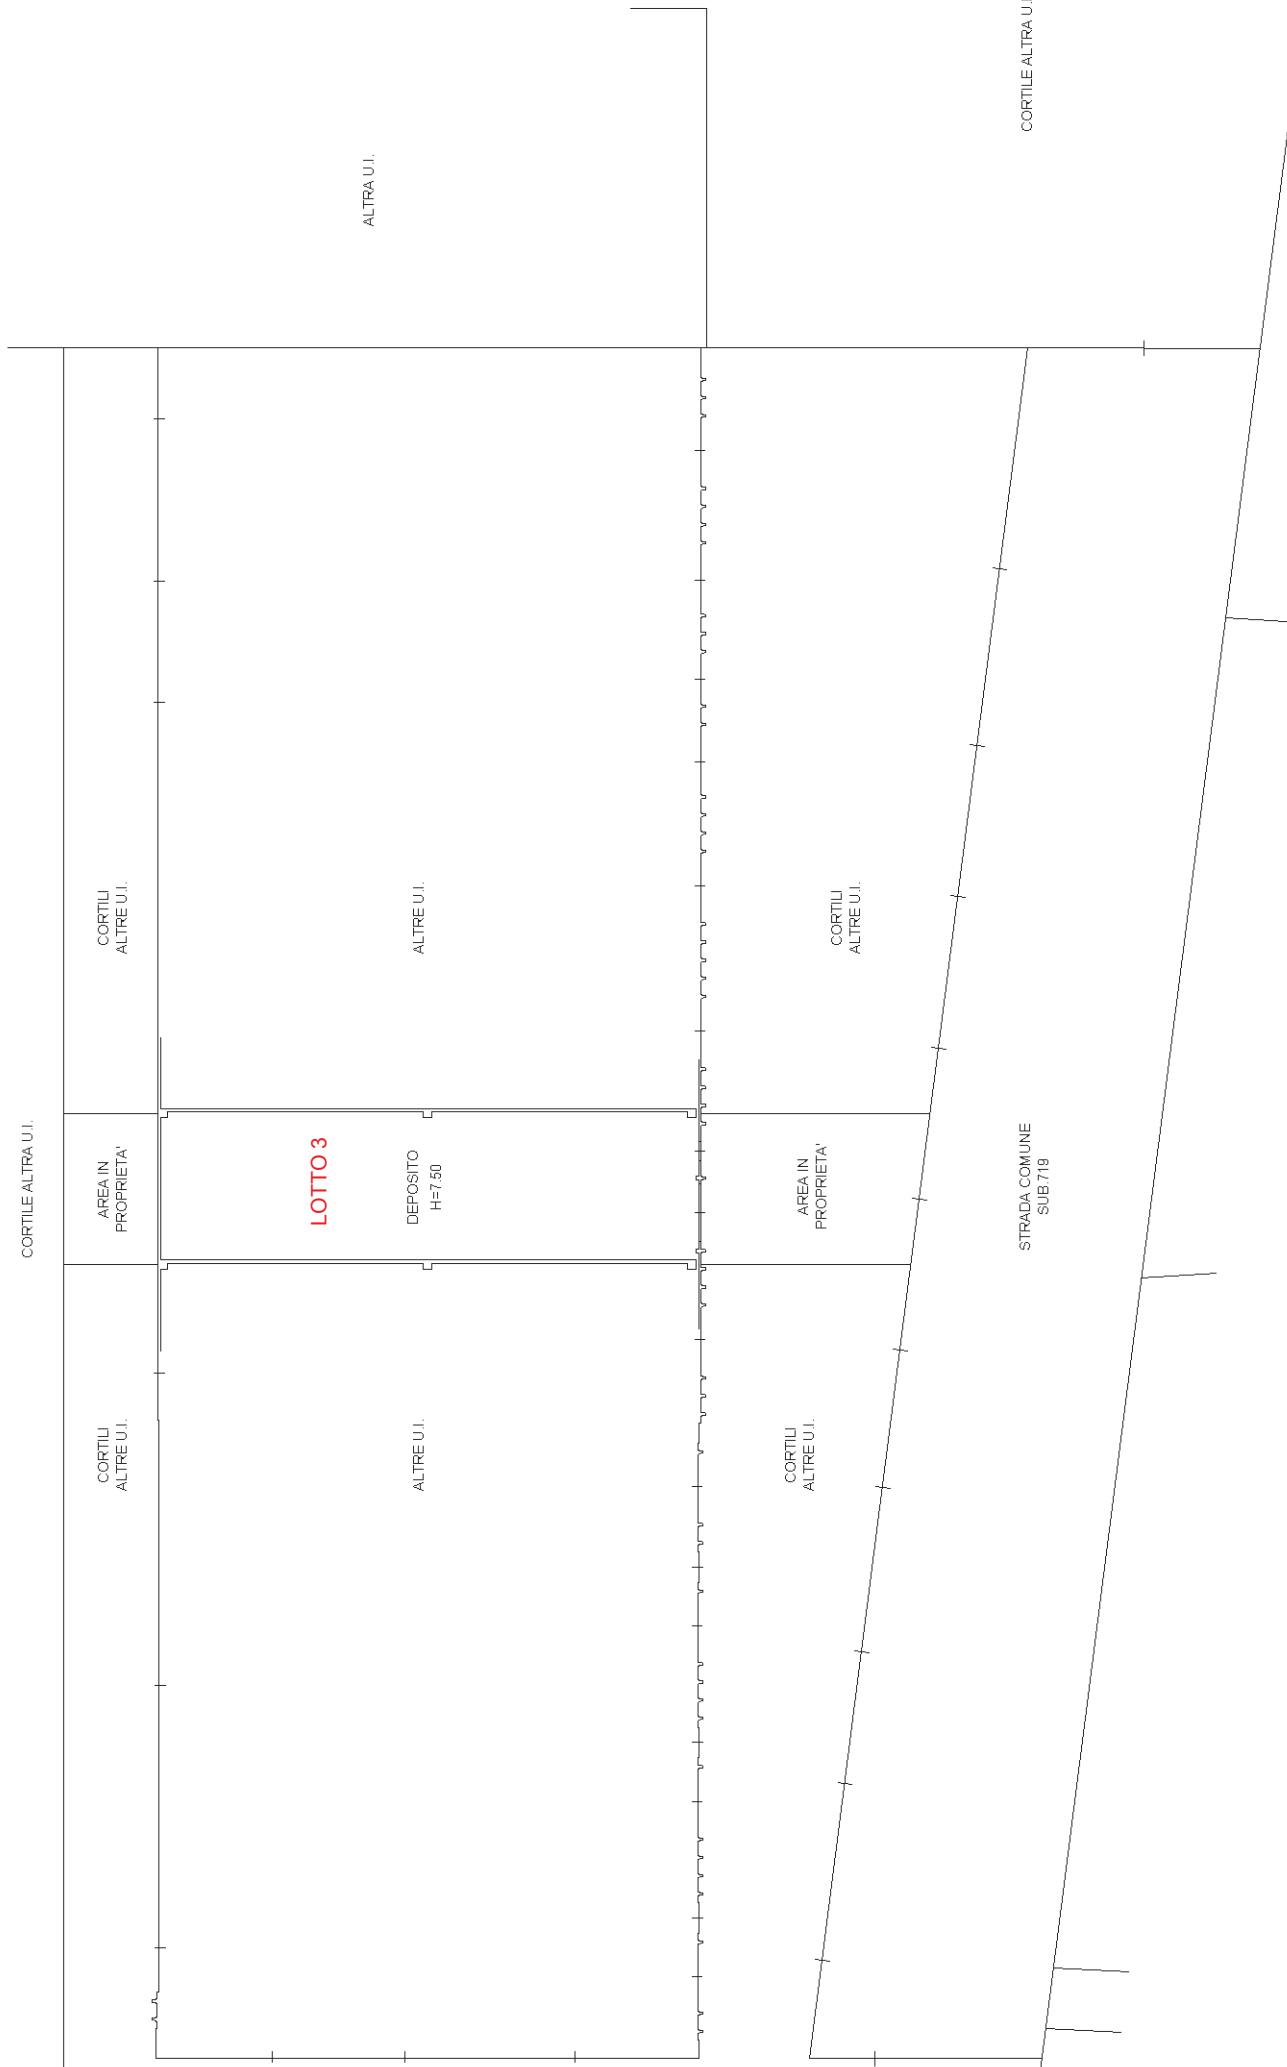 CORTILE ALTRA U.I.
CORTILI
ALTRE U.I.
AREA IN
PROPRIETA'
CORTILI
ALTRE U.I.
ALTRE U.I.
LOTTO 3
DEPOSITO
H=7.50
ALTRE U.I.
ALTRA U.I.
CORTILI
ALTRE U.I.
AREA IN
PROPRIETA'
CORTILI
ALTRE U.I.
STRADA COMUNE
SUB.719
CORTILE ALTRA U.I.